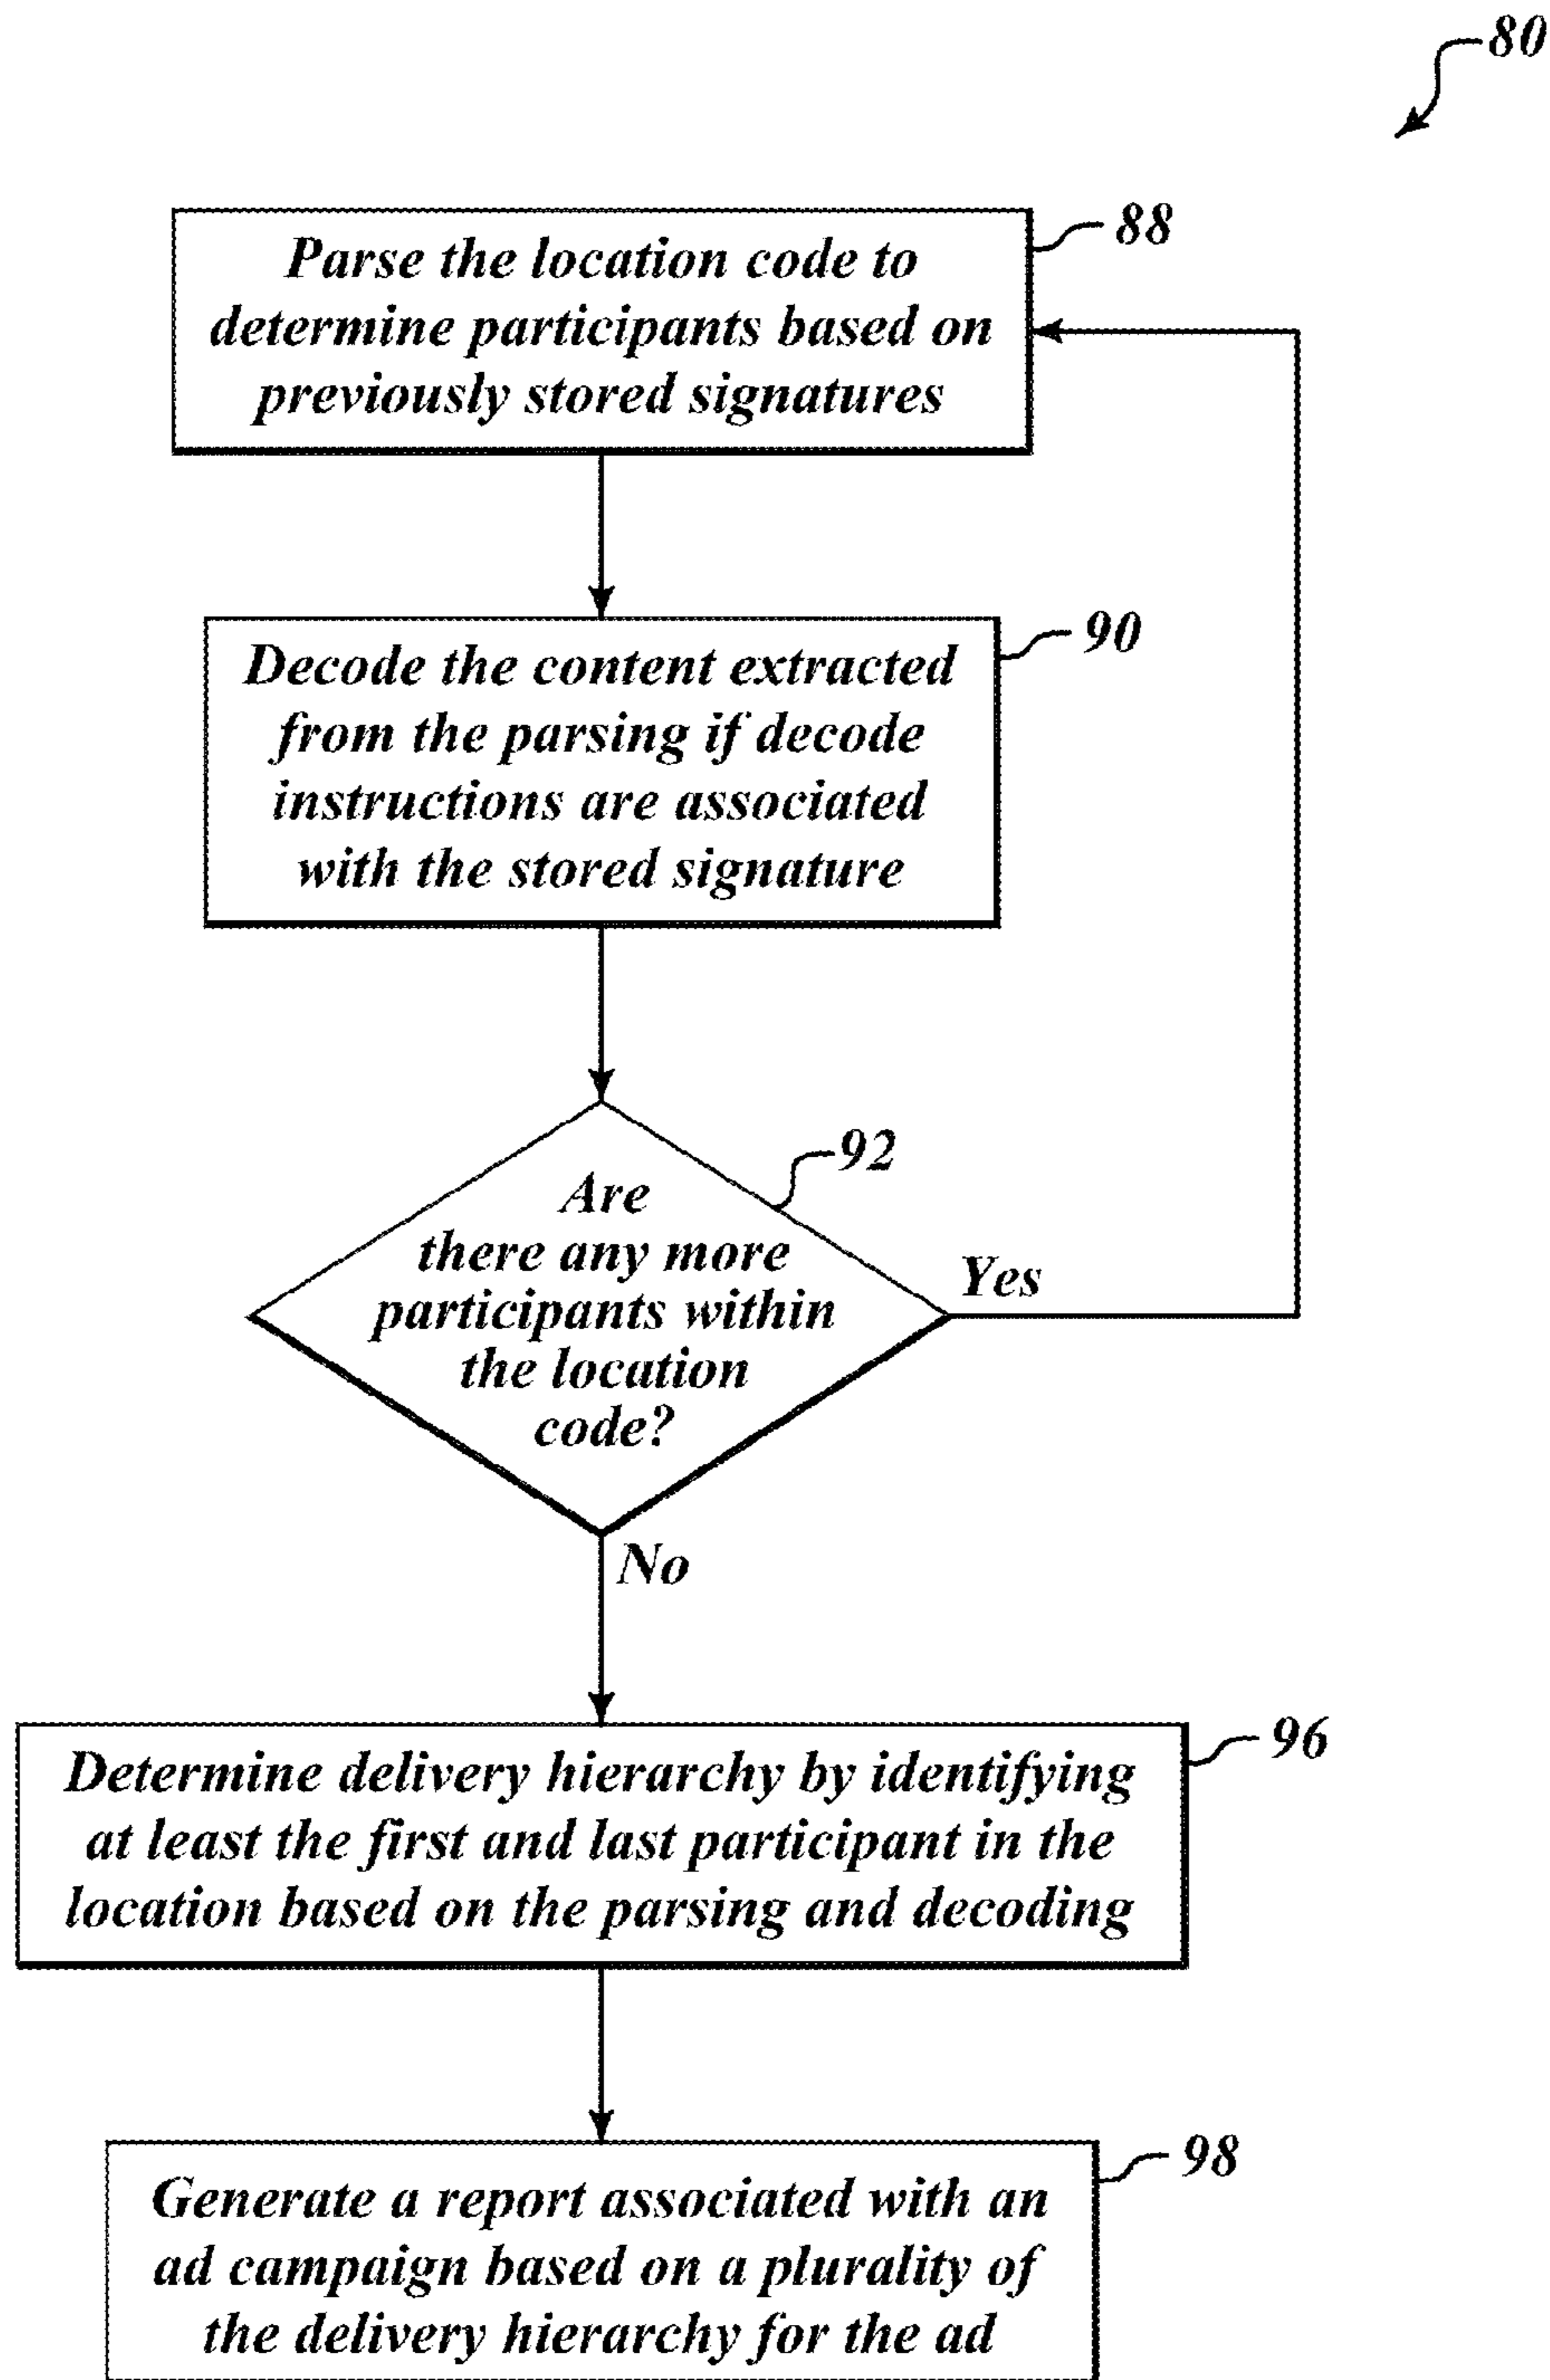 80
88
Parse the location code to
determine participants based on
previously stored signatures
90
Decode the content extracted
from the parsing if decode
instructions are associated
with the stored signature
92
Are
there any more
participants within
the location
code?
Yes
No
96
Determine delivery hierarchy by identifying
at least the first and last participant in the
location based on the parsing and decoding
98
Generate a report associated with an
ad campaign based on a plurality of
the delivery hierarchy for the ad